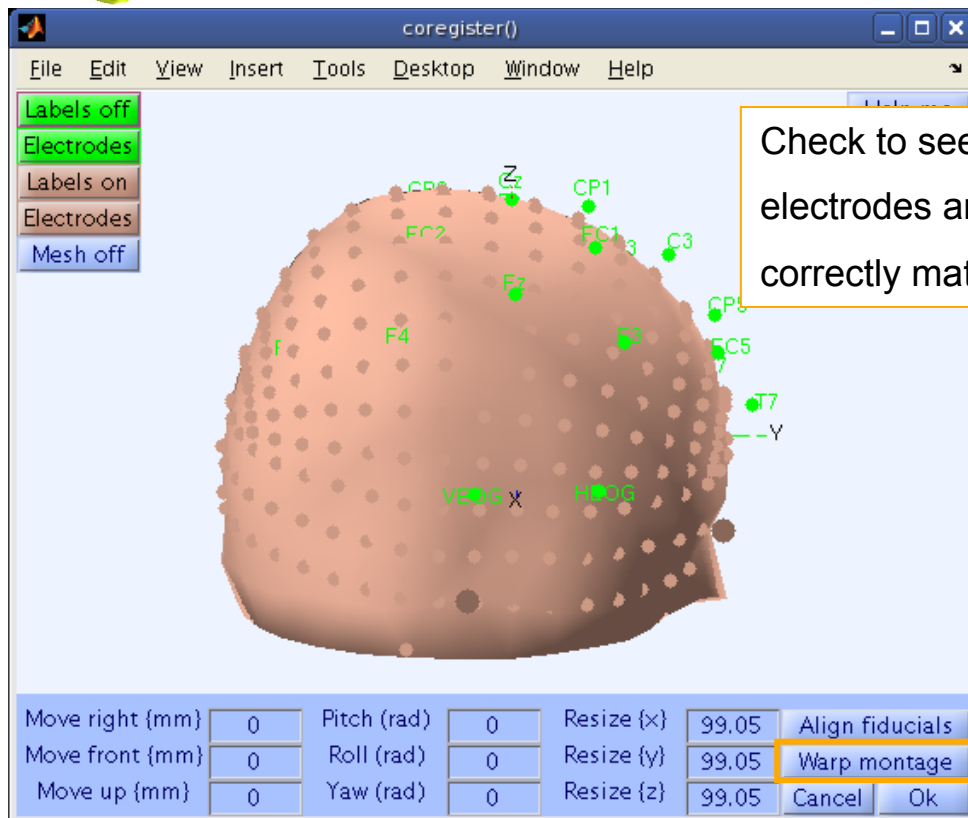 coregister()
File Edit View Insert Tools Desktop Window Help
Labels off
Electrodes
Labels on
Electrodes
Mesh off
Check to see
electrodes
correctly
Z
Cz
CP1
FC2
FC1
C3
Fz
F4
F3
FC5
T7
Y
VEOG
X
HEOG
Move right {mm} 0 Pitch (rad) 0 Resize {x} 99.05 Align fiducials
Move front {mm} 0 Roll (rad) 0 Resize {y} 99.05 Warp montage
Move up {mm} 0 Yaw (rad) 0 Resize {z} 99.05 Cancel Ok